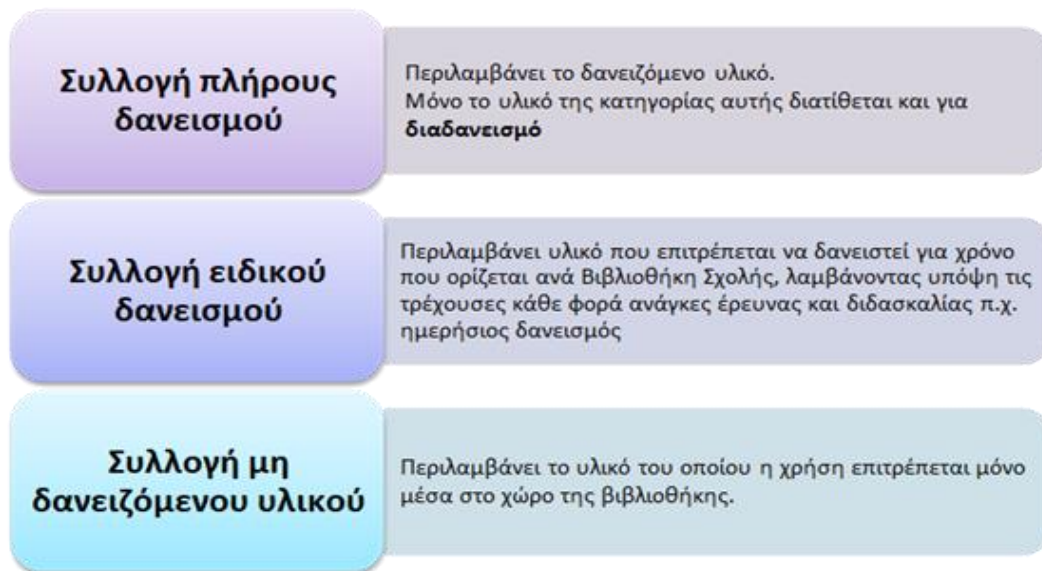 Συλλογή πλήρους
δανεισμού
Περιλαμβάνει το δανειζόμενο υλικό.
Μόνο το υλικό της κατηγορίας αυτής διατίθεται και για
διαδανεισμό
Συλλογή ειδικού
δανεισμού
Περιλαμβάνει υλικό που επιτρέπεται να δανειστεί για χρόνο
που ορίζεται ανά Βιβλιοθήκη Σχολής, λαμβάνοντας υπόψη τις
τρέχουσες κάθε φορά ανάγκες έρευνας και διδασκαλίας π.χ.
ημερήσιος δανεισμός
Συλλογή μη
δανειζόμενου υλικού
Περιλαμβάνει το υλικό του οποίου η χρήση επιτρέπεται μόνο
μέσα στο χώρο της βιβλιοθήκης.